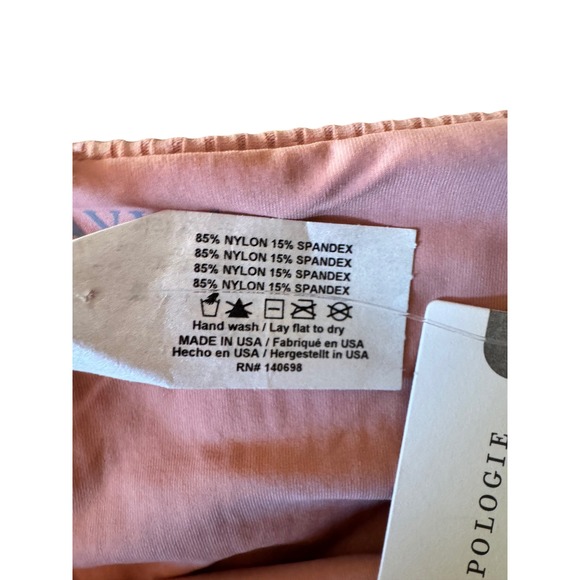 85% NYLON 15% SPANDEX
85% NYLON 15% SPANDEX
85% NYLON 15% SPANDEX
85% NYLON 15% SPANDEX
Hand wash / Lay flat to dry
MADE IN USA / Fabriqué en USA
Hecho en USA / Hergestellt in USA
RN# 140698
POLOGIE